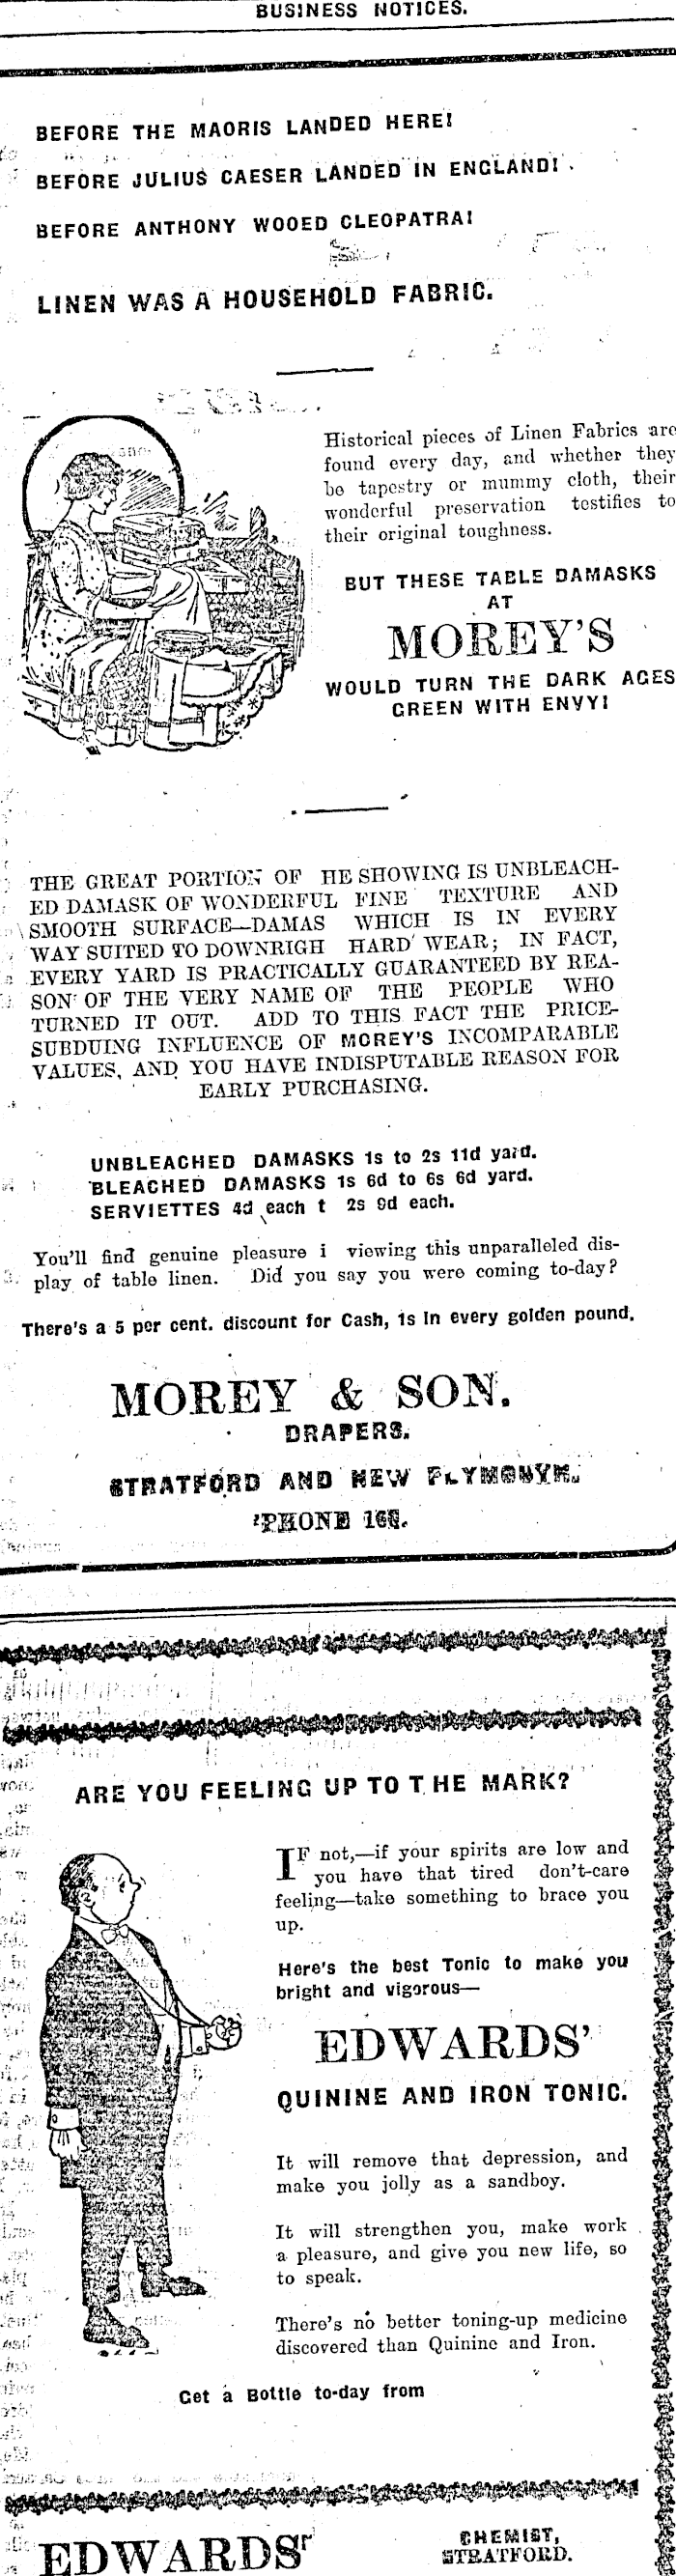 BUSINESS NOTICES.
BEFORE THE MAORIS LANDED HERE!
BEFORE JULIUS CAESER LANDED IN ENGLAND!
BEFORE ANTHONY WOOED CLEOPATRA!
LINEN WAS A HOUSEHOLD FABRIC.
Historical pieces of Linen Fabrics are
found every day, and whether they
be tapestry or mummy cloth, their
wonderful preservation testifies to
their original toughness.
BUT THESE TABLE DAMASKS
AT
MOREY'S
WOULD TURN THE DARK AGES
GREEN WITH ENVY!
THE GREAT PORTION OF HE SHOWING IS UNBLEACH-
ED DAMASK OF WONDERFUL FINE TEXTURE AND
SMOOTH SURFACE—DAMAS WHICH IS IN EVERY
WAY SUITED TO DOWNRIGH HARD WEAR; IN FACT,
EVERY YARD IS PRACTICALLY GUARANTEED BY REA-
SON OF THE VERY NAME OF THE PEOPLE WHO
TURNED IT OUT. ADD TO THIS FACT THE PRICE-
SUBDUING INFLUENCE OF MOREY'S INCOMPARABLE
VALUES, AND YOU HAVE INDISPUTABLE REASON FOR
EARLY PURCHASING.
UNBLEACHED DAMASKS 1s to 2s 11d yard.
BLEACHED DAMASKS 1s 6d to 6s 6d yard.
SERVIETTES 4d each t 2s 9d each.
You'll find genuine pleasure i viewing this unparalleled dis-
play of table linen. Did you say you were coming to-day?
There's a 5 per cent. discount for Cash, 1s In every golden pound.
MOREY & SON.
DRAPERS.
STRATFORD AND NEW PLYMOUTH.
'PHONE
ARE YOU FEELING UP TO T HE MARK?
IF not,—if your spirits are low and
you have that tired don't-care
feeling—take something to brace you
up.
Here's the best Tonic to make you
bright and vigorous—
EDWARDS'
QUININE AND IRON TONIC.
It will remove that depression, and
make you jolly as a sandboy.
It will strengthen you, make work
a pleasure, and give you new life, so
to speak.
There's no better toning-up medicine
discovered than Quinine and Iron.
Get a Bottle to-day from
EDWARDS'
CHEMIST,
STRATFORD.